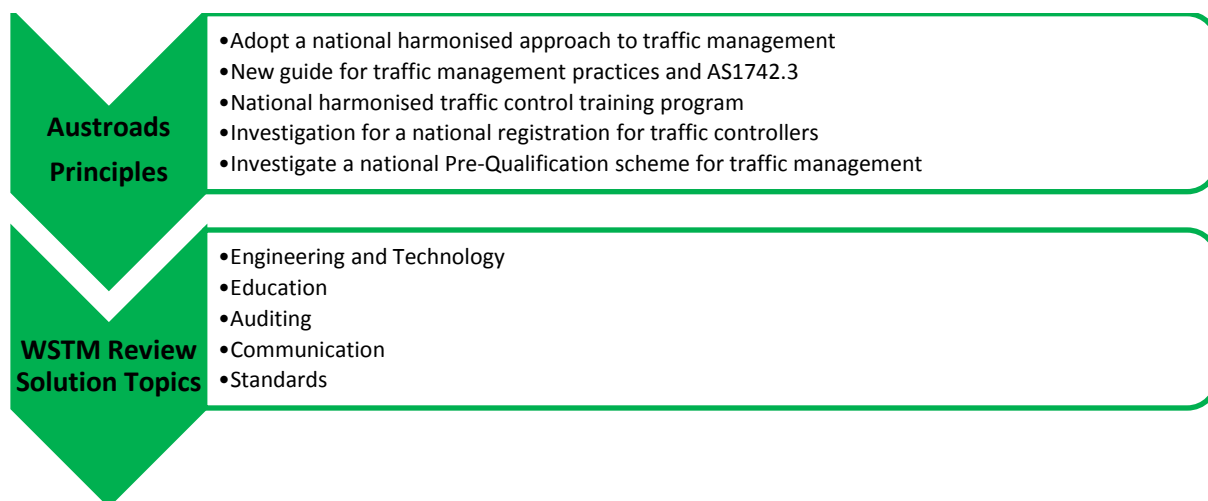 Austroads
Principles
•Adopt a national harmonised approach to traffic management
•New guide for traffic management practices and AS1742.3
•National harmonised traffic control training program
•Investigation for a national registration for traffic controllers
•Investigate a national Pre-Qualification scheme for traffic management
WSTM Review
Solution Topics
•Engineering and Technology
•Education
•Auditing
•Communication
•Standards